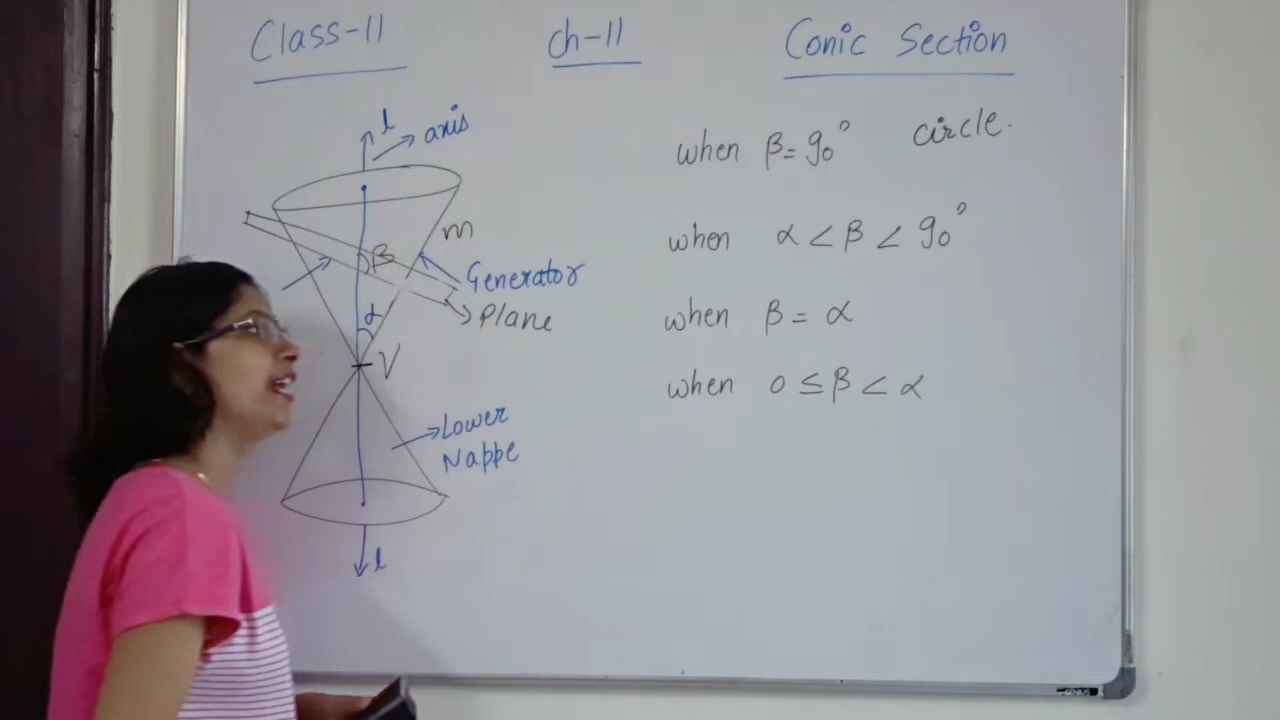 Class-11 ch-11 Conic Section
l
axis
when β=90° circle.
m
when α<β<90°
β
Generator
α
Plane
when β=α
V
when 0≤β<α
Lower
Nappe
l
GENIUS